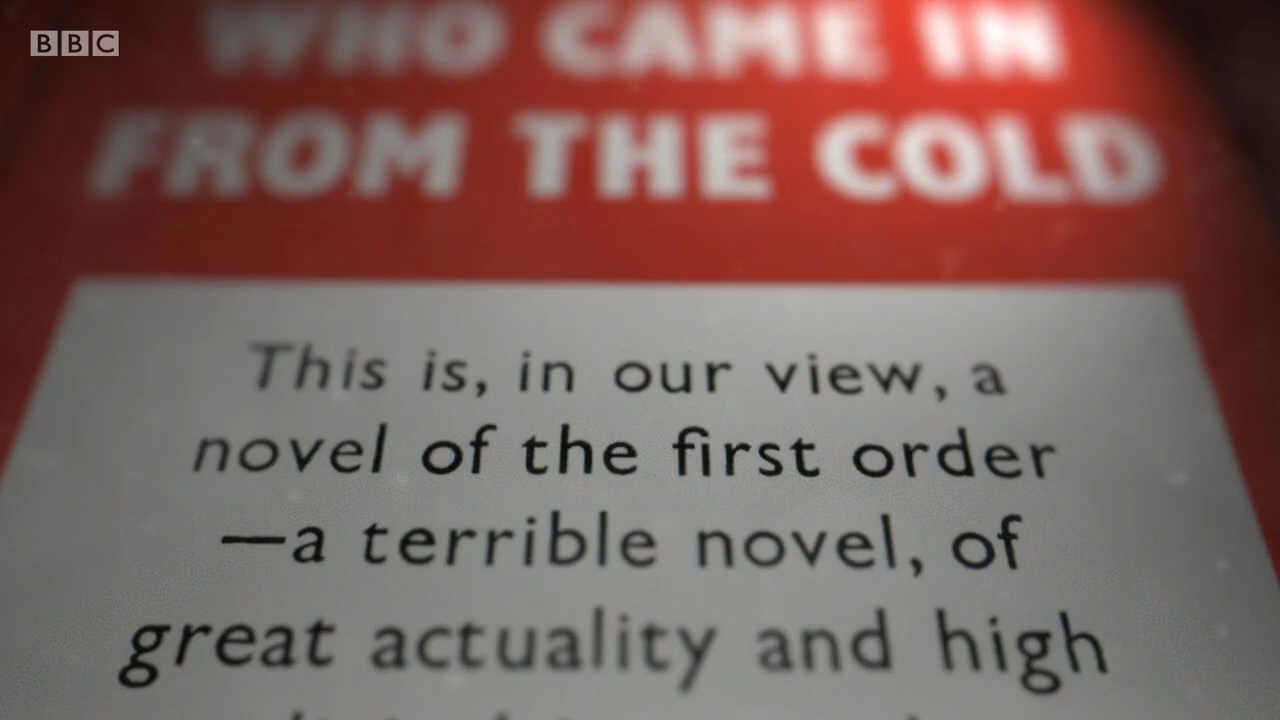 BBC
WHO CAME IN
FROM THE COLD
This is, in our view, a
novel of the first order
—a terrible novel, of
great actuality and high